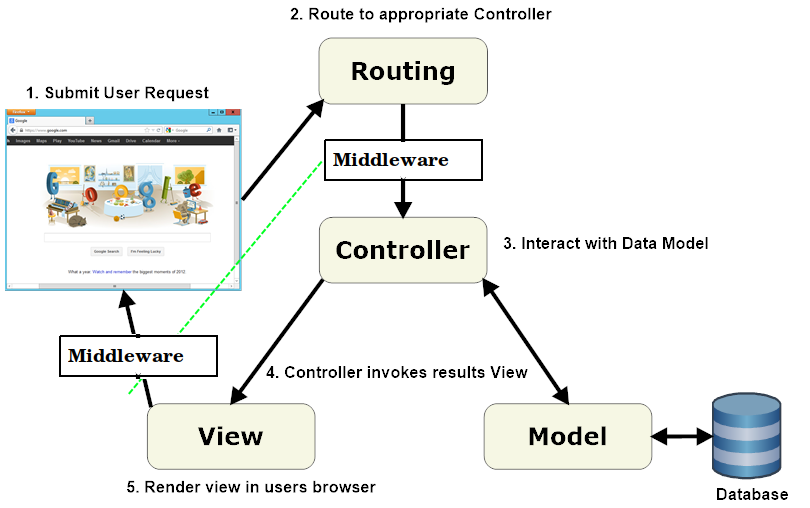 2. Route to appropriate Controller
Routing
1. Submit User Request
Google
https://www.google.com
Google
Images Maps Play YouTube News Gmail Drive Calendar More
Middleware
Google
Controller
3. Interact with Data Model
Google Search I'm Feeling Lucky
What a year. Watch and remember the biggest moments of 2012.
Middleware
4. Controller invokes results View
View
Model
5. Render view in users browser
Database